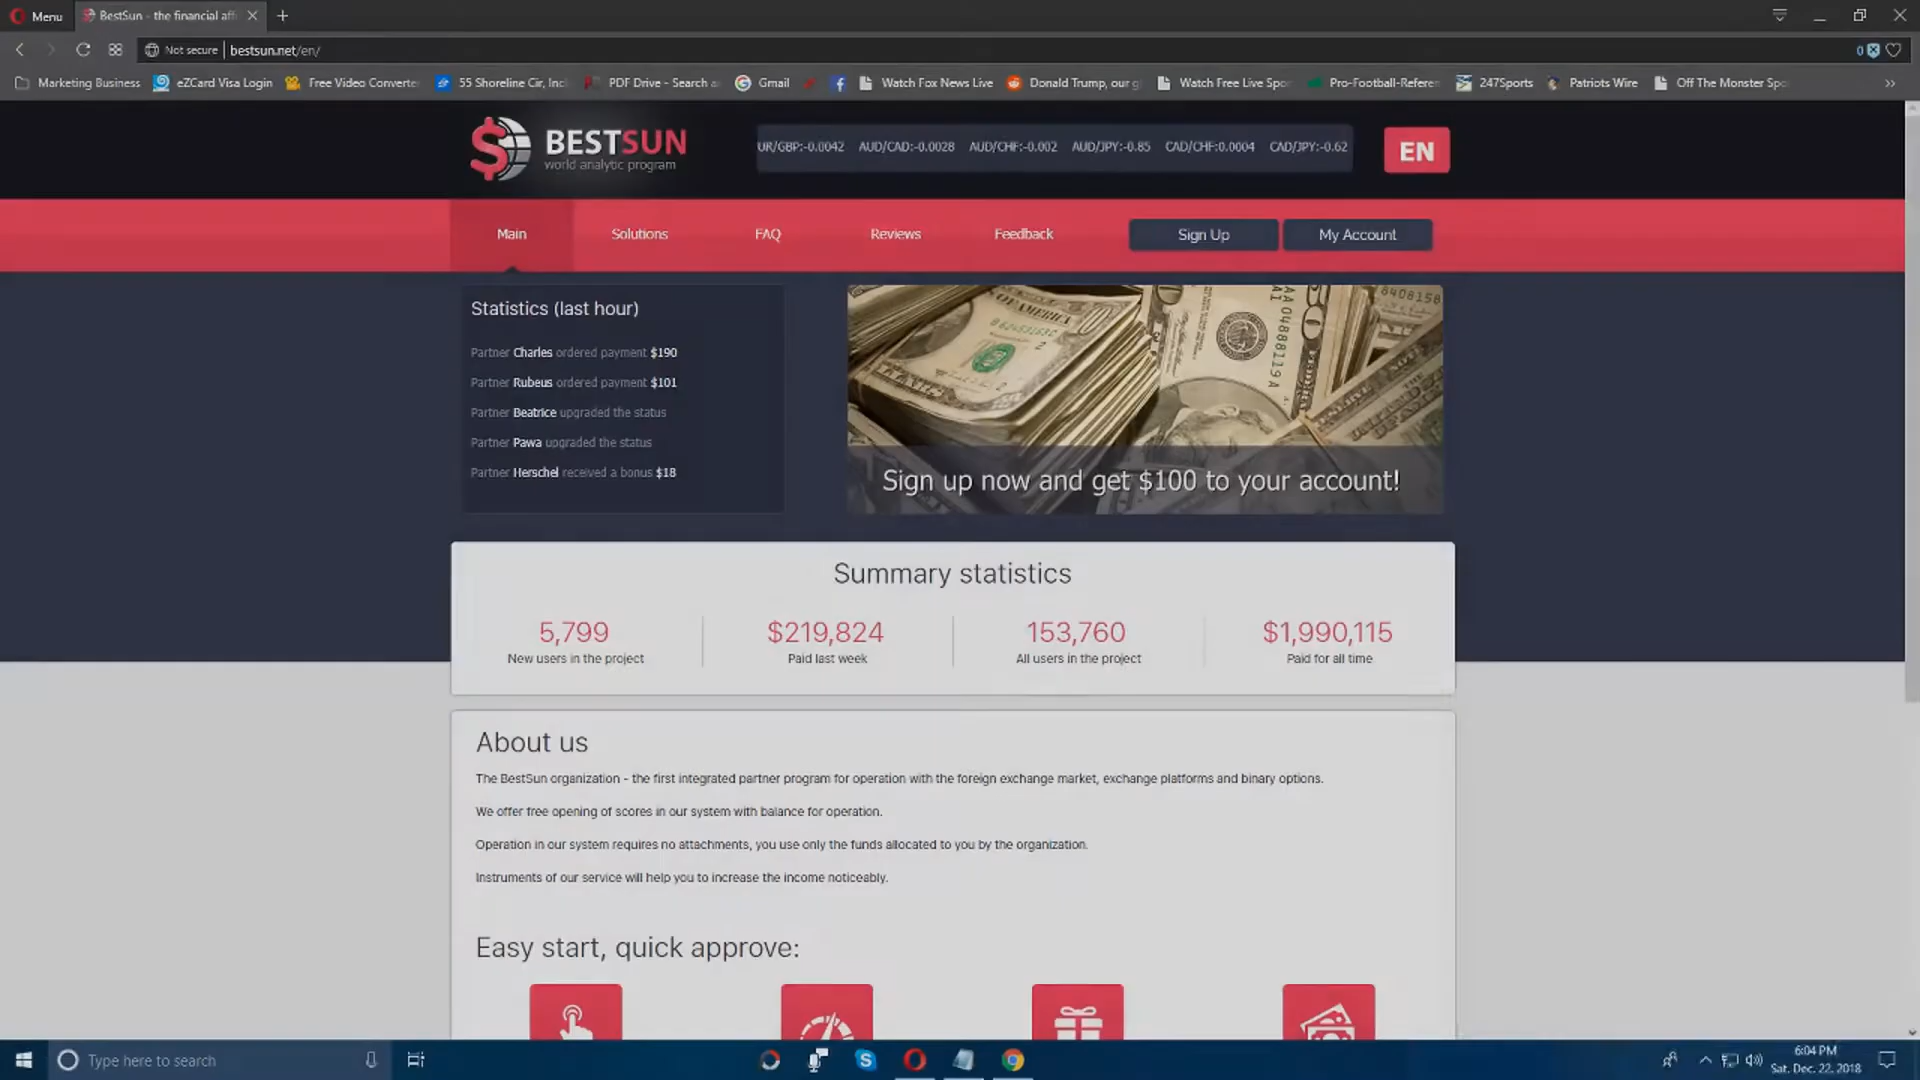 Menu
BestSun - the financial aff
Not secure
bestsun.net/en/
0
Marketing Business
eZCard Visa Login
Free Video Converte
55 Shoreline Cir, Inc
PDF Drive - Search a
Gmail
Watch Fox News Live
Donald Trump, our g
Watch Free Live Spo
Pro-Football-Referen
247Sports
Patriots Wire
Off The Monster Spo
BESTSUN
world analytic program
UR/GBP:-0.0042 AUD/CAD:-0.0028 AUD/CHF:-0.002 AUD/JPY:-0.85 CAD/CHF:0.0004 CAD/JPY:-0.62
EN
Main
Solutions
FAQ
Reviews
Feedback
Sign Up
My Account
Statistics (last hour)
Partner Charles ordered payment $190
Partner Rubeus ordered payment $101
Partner Beatrice upgraded the status
Partner Pawa upgraded the status
Partner Herschel received a bonus $18
Sign up now and get $100 to your account!
Summary statistics
5,799
New users in the project
$219,824
Paid last week
153,760
All users in the project
$1,990,115
Paid for all time
About us
The BestSun organization - the first integrated partner program for operation with the foreign exchange market, exchange platforms and binary options.
We offer free opening of scores in our system with balance for operation.
Operation in our system requires no attachments, you use only the funds allocated to you by the organization.
Instruments of our service will help you to increase the income noticeably.
Easy start, quick approve:
Type here to search
6:04 PM
Sat. Dec. 22, 2018